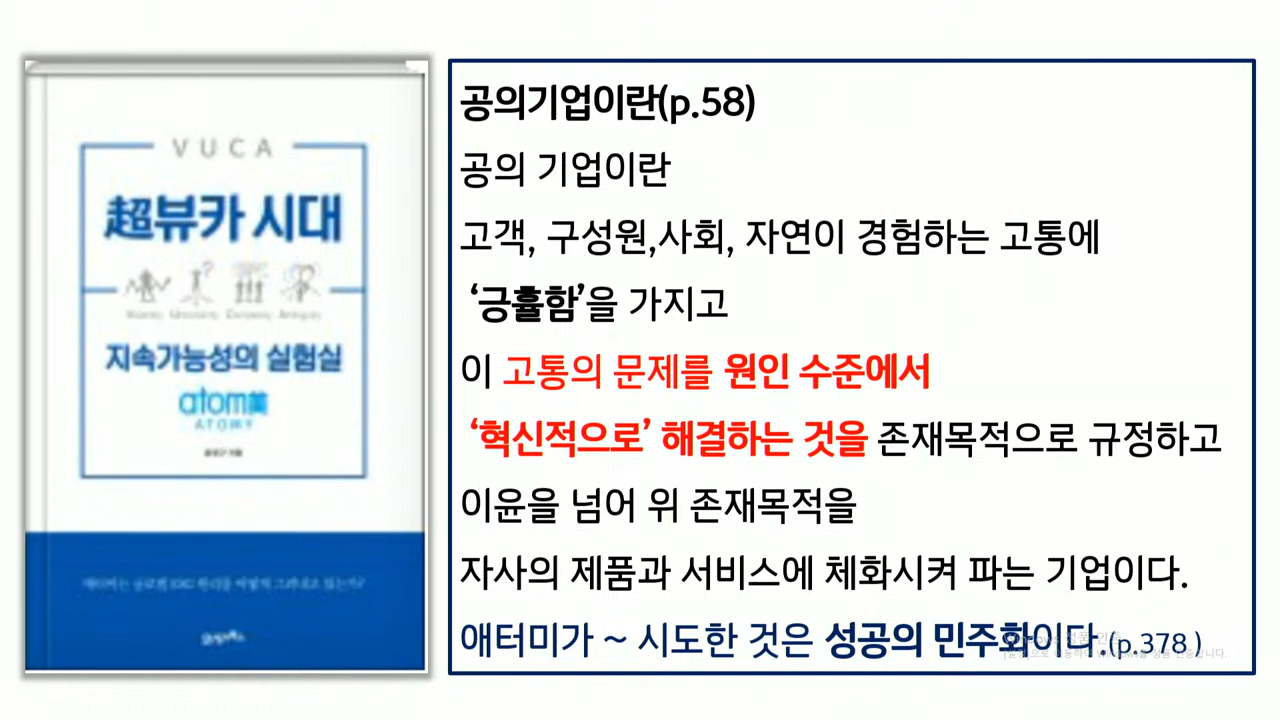 VUCA
超뷰카 시대
지속가능성의 실험실
atom美
ATOMY
공의기업이란(p.58)
공의 기업이란
고객, 구성원,사회, 자연이 경험하는 고통에
‘긍휼함’을 가지고
이 고통의 문제를 원인 수준에서
‘혁신적으로’ 해결하는 것을 존재목적으로 규정하고
이윤을 넘어 위 존재목적을
자사의 제품과 서비스에 체화시켜 파는 기업이다.
애터미가 ~ 시도한 것은 성공의 민주화이다.(p.378 )